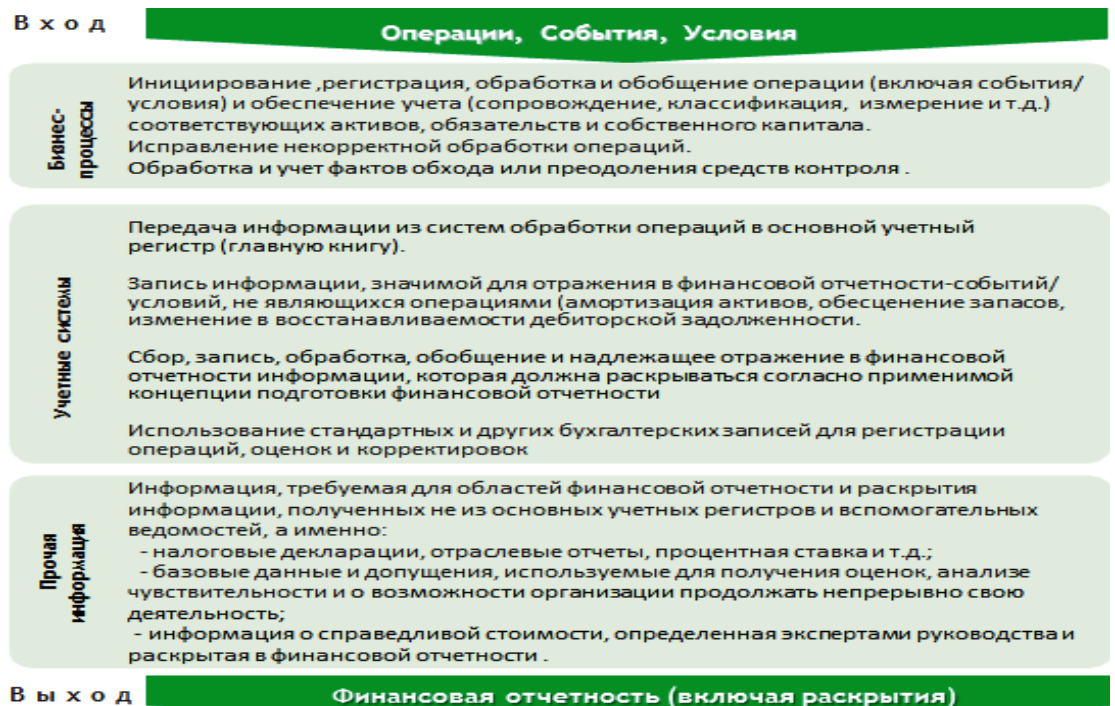 Вход
Операции, События, Условия
Бизнес-
процессы
Инициирование ,регистрация, обработка и обобщение операции (включая события/
условия) и обеспечение учета (сопровождение, классификация, измерение и т.д.)
соответствующих активов, обязательств и собственного капитала.
Исправление некорректной обработки операций.
Обработка и учет фактов обхода или преодоления средств контроля .
Учетные системы
Передача информации из систем обработки операций в основной учетный
регистр (главную книгу).
Запись информации, значимой для отражения в финансовой отчетности-событий/
условий, не являющихся операциями (амортизация активов, обесценение запасов,
изменение в восстанавливаемости дебиторской задолженности.
Сбор, запись, обработка, обобщение и надлежащее отражение в финансовой
отчетности информации, которая должна раскрываться согласно применимой
концепции подготовки финансовой отчетности
Использование стандартных и других бухгалтерских записей для регистрации
операций, оценок и корректировок
Прочая
информация
Информация, требуемая для областей финансовой отчетности и раскрытия
информации, полученных не из основных учетных регистров и вспомогательных
ведомостей, а именно:
- налоговые декларации, отраслевые отчеты, процентная ставка и т.д.;
- базовые данные и допущения, используемые для получения оценок, анализе
чувствительности и о возможности организации продолжать непрерывно свою
деятельность;
- информация о справедливой стоимости, определенная экспертами руководства и
раскрытая в финансовой отчетности .
Выход
Финансовая отчетность (включая раскрытия)